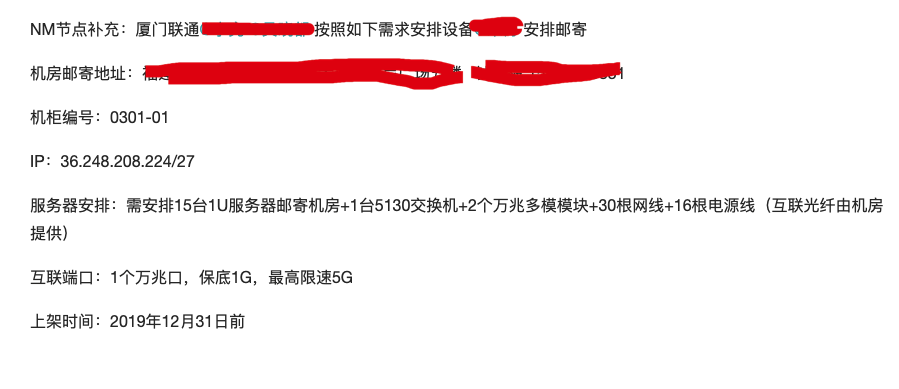 NM节点补充：厦门联通 按照如下需求安排设备 安排邮寄
机房邮寄地址：
机柜编号：0301-01
IP：36.248.208.224/27
服务器安排：需安排15台1U服务器邮寄机房+1台5130交换机+2个万兆多模模块+30根网线+16根电源线（互联光纤由机房
提供）
互联端口：1个万兆口，保底1G，最高限速5G
上架时间：2019年12月31日前